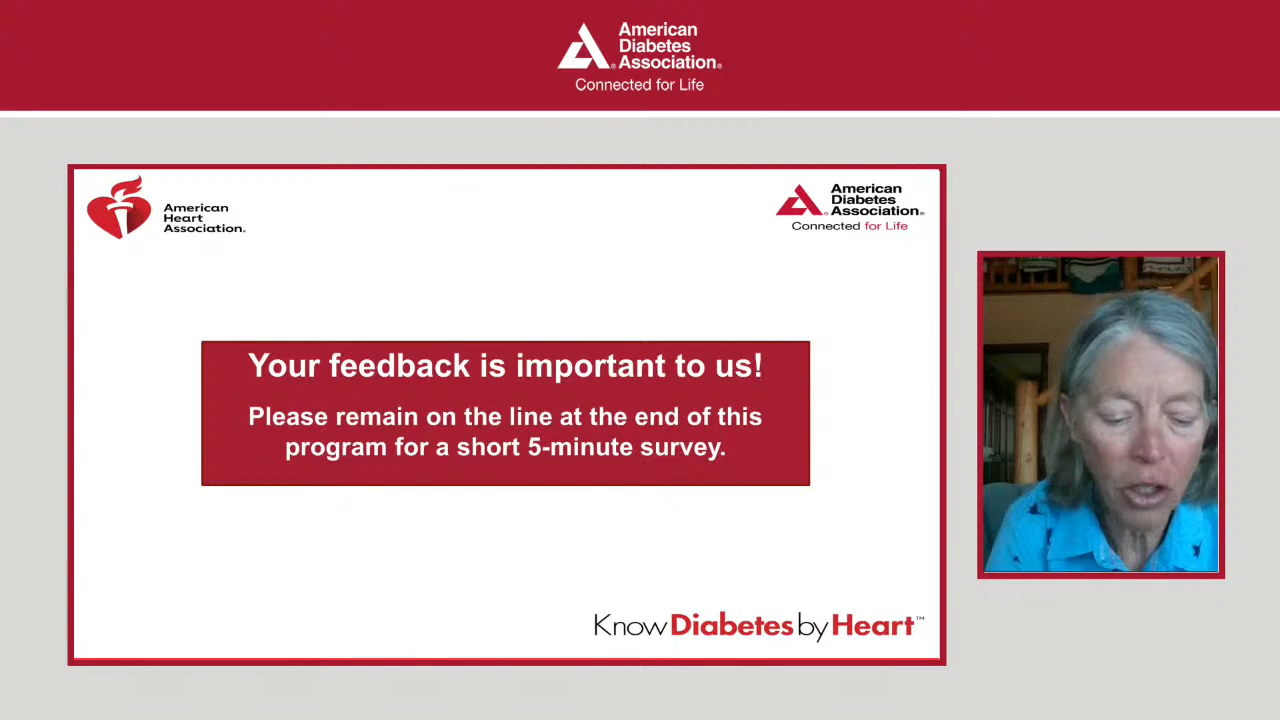 American
Diabetes
Association®
Connected for Life
American
Heart
Association®
American
Diabetes
Association®
Connected for Life
Your feedback is important to us!
Please remain on the line at the end of this
program for a short 5-minute survey.
Know Diabetes by Heart™